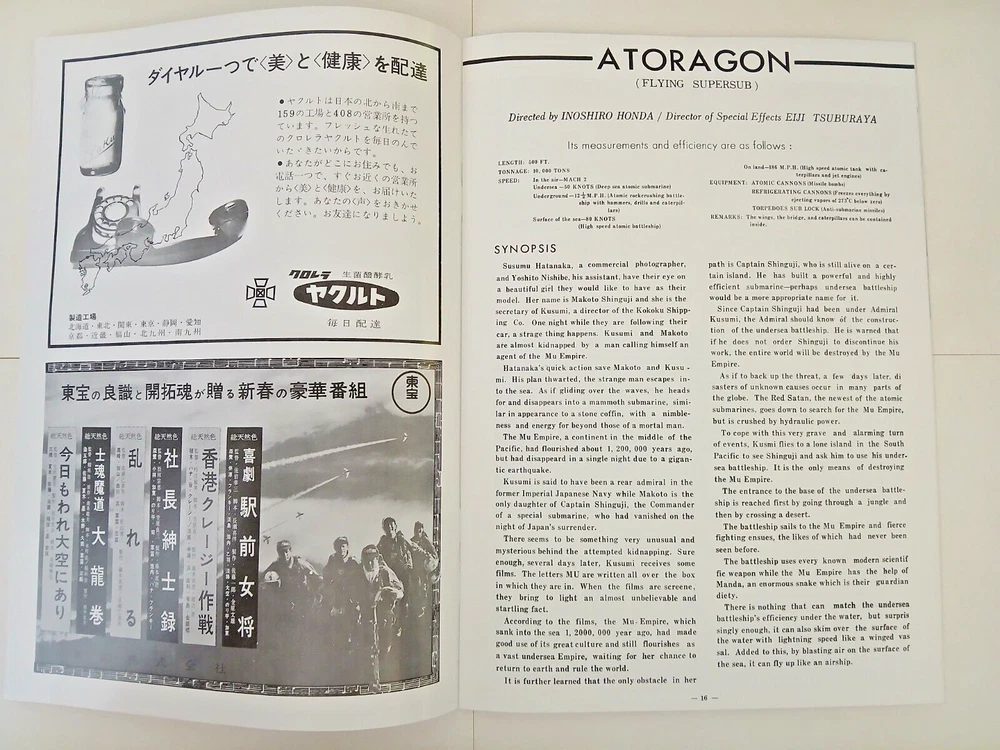 ダイヤル一つで〈美〉と〈健康〉を配達
●ヤクルトは日本の北から南まで
159の工場と408の営業所を持つ
ています。フレッシュな生れたて
のクロレラヤクルトを毎日のんで
いただきたいからです。
●あなたがどこにお住みでも、お
電話一つで、すぐお近くの営業所
から〈美〉と〈健康〉を、お届けいた
します。あなたの〈声〉をおきかせ
ください。お友達になりましょう。
クロレラ 生菌醗酵乳
ヤクルト
毎日配達
製造工場
北海道・東北・関東・東京・静岡・愛知
京都・近畿・福山・北九州・南九州
東宝の良識と開拓魂が贈る新春の豪華番組
東宝
総天然色
喜劇駅前女将
総天然色
香港クレージー作戦
総天然色
社長紳士録
総天然色
乱れる
総天然色
士魂魔道 大龍巻
総天然色
今日もわれ大空にあり
ATORAGON
(FLYING SUPERSUB)
Directed by INOSHIRO HONDA / Director of Special Effects EIJI TSUBURAYA
Its measurements and efficiency are as follows :
LENGTH: 500 FT.
TONNAGE: 10,000 TONS
SPEED: In the air—MACH 2
Undersea —50 KNOTS (Deep sea atomic submarine)
Underground —12½M.P.H. (Atomic rocketcrushing battle-
ship with hammers, drills and caterpil-
lars)
Surface of the sea—80 KNOTS
(High speed atomic battleship)
On land—186 M.P.H. (High speed atomic tank with ca-
terpillars and jet engines)
EQUIPMENT: ATOMIC CANNONS (Missile bombs)
REFRIGERATING CANNONS (Freezes everything by
ejecting vapors of 273℃ below zero)
TORPEDOES SUB LOCK (Anti-submarine missiles)
REMARKS: The wings, the bridge, and caterpillars can be contained
inside.
SYNOPSIS
Susumu Hatanaka, a commercial photographer,
and Yoshito Nishibe, his assistant, have their eye on
a beautiful girl they would like to have as their
model. Her name is Makoto Shinguji and she is the
secretary of Kusumi, a director of the Kokoku Shipp-
ing Co. One night while they are following their
car, a strage thing happens. Kusumi and Makoto
are almost kidnapped by a man calling himself an
agent of the Mu Empire.
Hatanaka's quick action save Makoto and Kusu-
mi. His plan thwarted, the strange man escapes in-
to the sea. As if gliding over the waves, he heads
for and disappears into a mammoth submarine, simi-
lar in appearance to a stone coffin, with a nimble-
ness and energy for beyond those of a mortal man.
The Mu Empire, a continent in the middle of the
Pacific, had flourished about 1, 200, 000 years ago,
but had disappeared in a single night due to a gigan-
tic earthquake.
Kusumi is said to have been a rear admiral in the
former Imperial Japanese Navy while Makoto is the
only daughter of Captain Shinguji, the Commander
of a special submarine, who had vanished on the
night of Japan's surrender.
There seems to be something very unusual and
mysterious behind the attempted kidnapping. Sure
enough, several days later, Kusumi receives some
films. The letters MU are written all over the box
in which they are in. When the films are screene,
they bring to light an almost unbelievable and
startling fact.
According to the films, the Mu Empire, which
sank into the sea 1, 2000, 000 year ago, had made
good use of its great culture and still flourishes as
a vast undersea Empire, waiting for her chance to
return to earth and rule the world.
It is further learned that the only obstacle in her
path is Captain Shinguji, who is still alive on a cer-
tain island. He has built a powerful and highly
efficient submarine—perhaps undersea battleship
would be a more appropriate name for it.
Since Captain Shinguji had been under Admiral
Kusumi, the Admiral should know of the construc-
tion of the undersea battleship. He is warned that
if he does not order Shinguji to discontinue his
work, the entire world will be destroyed by the Mu
Empire.
As if to back up the threat, a few days later, di
sasters of unknown causes occur in many parts of
the globe. The Red Satan, the newest of the atomic
submarines, goes down to search for the Mu Empire,
but is crushed by hydraulic power.
To cope with this very grave and alarming turn
of events, Kusmi flies to a lone island in the South
Pacific to see Shinguji and ask him to use his under-
sea battleship. It is the only means of destroying
the Mu Empire.
The entrance to the base of the undersea battle-
ship is reached first by going through a jungle and
then by crossing a desert.
The battleship sails to the Mu Empire and fierce
fighting ensues, the likes of which had never been
seen before.
The battleship uses every known modern scienti
fic weapon while the Mu Empire has the help of
Manda, an enormous snake which is their guardian
diety.
There is nothing that can match the undersea
battleship's efficiency under the water, but surpris
singly enough, it can also skim over the surface of
the water with lightning speed like a winged vas
sal. Added to this, by blasting air on the surface of
the sea, it can fly up like an airship.
— 16 —